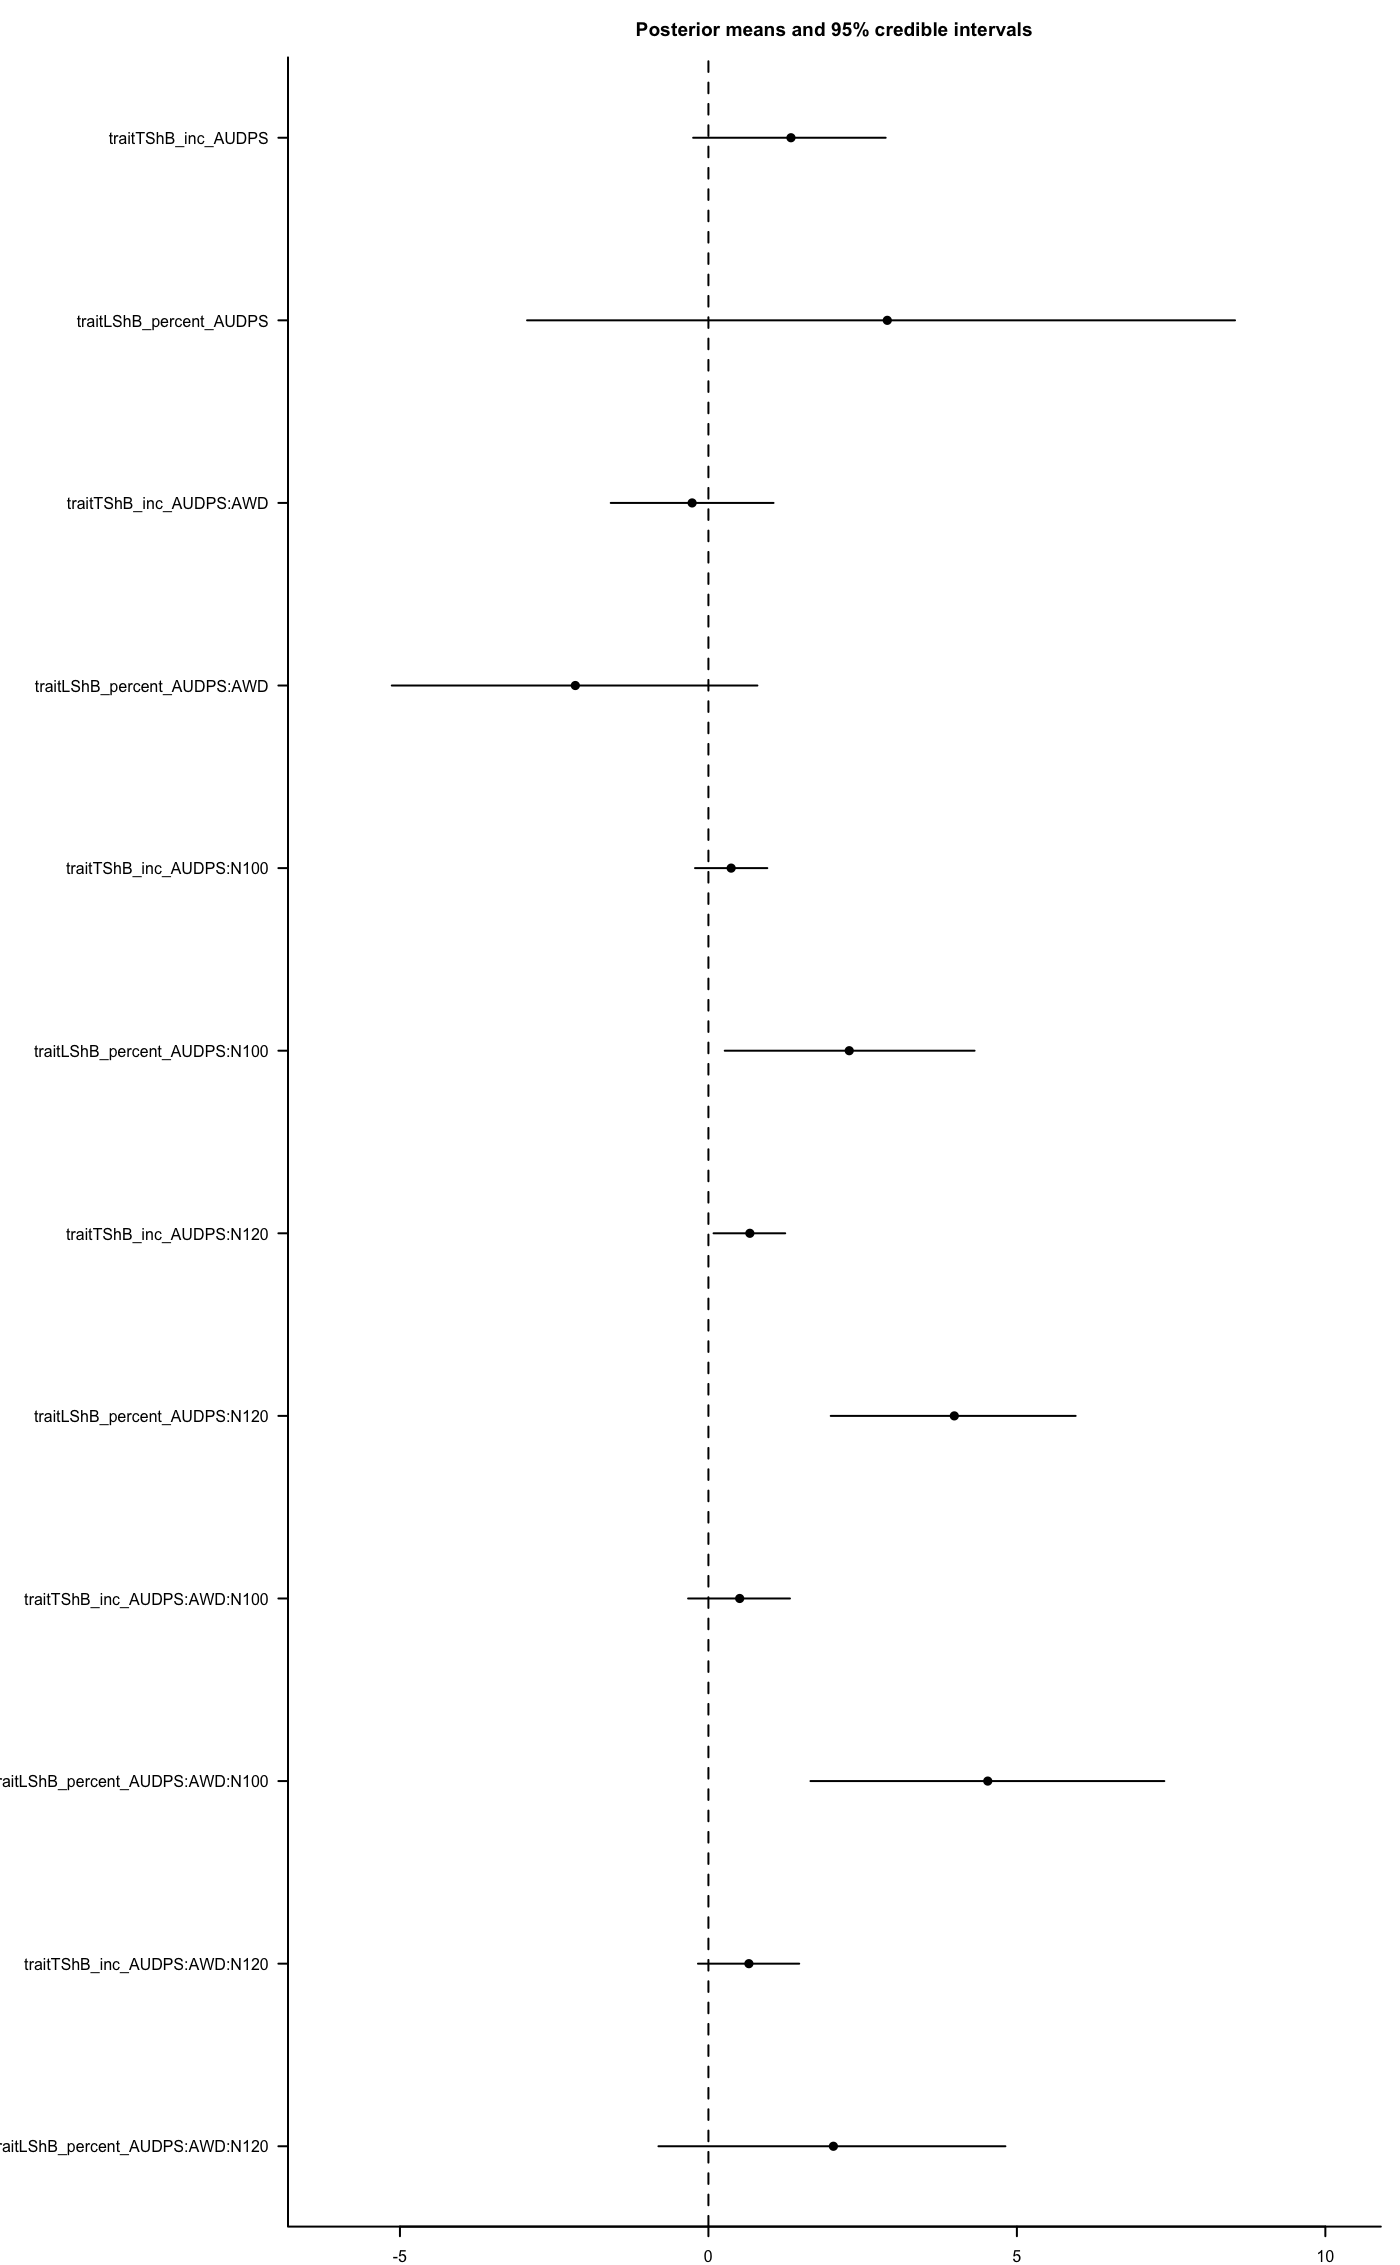 Posterior means and 95% credible intervals
traitTShB_inc_AUDPS
traitLShB_percent_AUDPS
traitTShB_inc_AUDPS:AWD
traitLShB_percent_AUDPS:AWD
traitTShB_inc_AUDPS:N100
traitLShB_percent_AUDPS:N100
traitTShB_inc_AUDPS:N120
traitLShB_percent_AUDPS:N120
traitTShB_inc_AUDPS:AWD:N100
raitLShB_percent_AUDPS:AWD:N100
traitTShB_inc_AUDPS:AWD:N120
raitLShB_percent_AUDPS:AWD:N120
-5 0 5 10